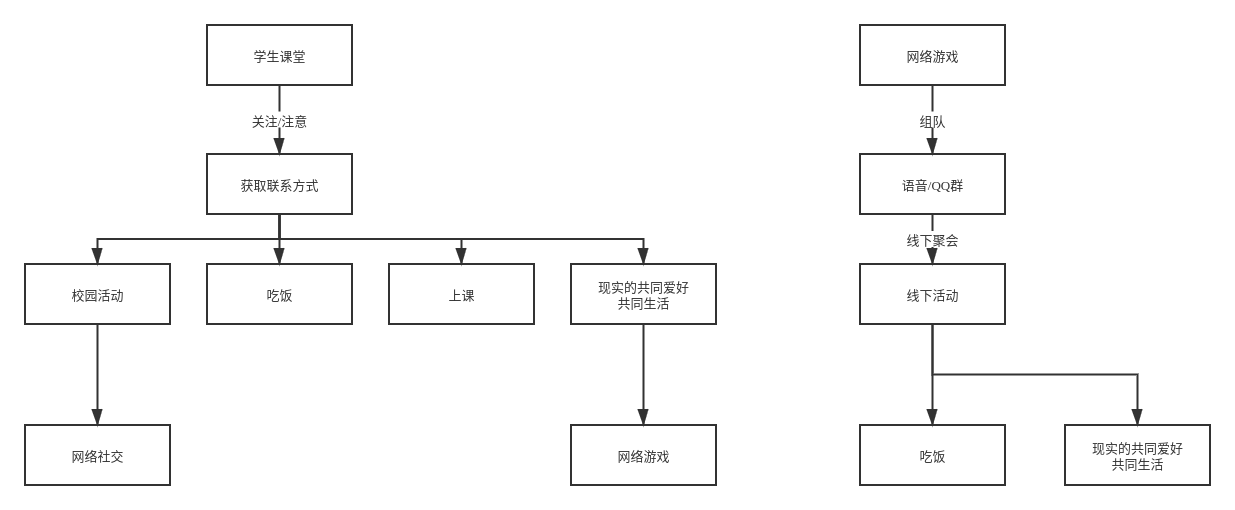 学生课堂
关注/注意
获取联系方式
校园活动
吃饭
上课
现实的共同爱好
共同生活
网络社交
网络游戏
网络游戏
组队
语音/QQ群
线下聚会
线下活动
吃饭
现实的共同爱好
共同生活